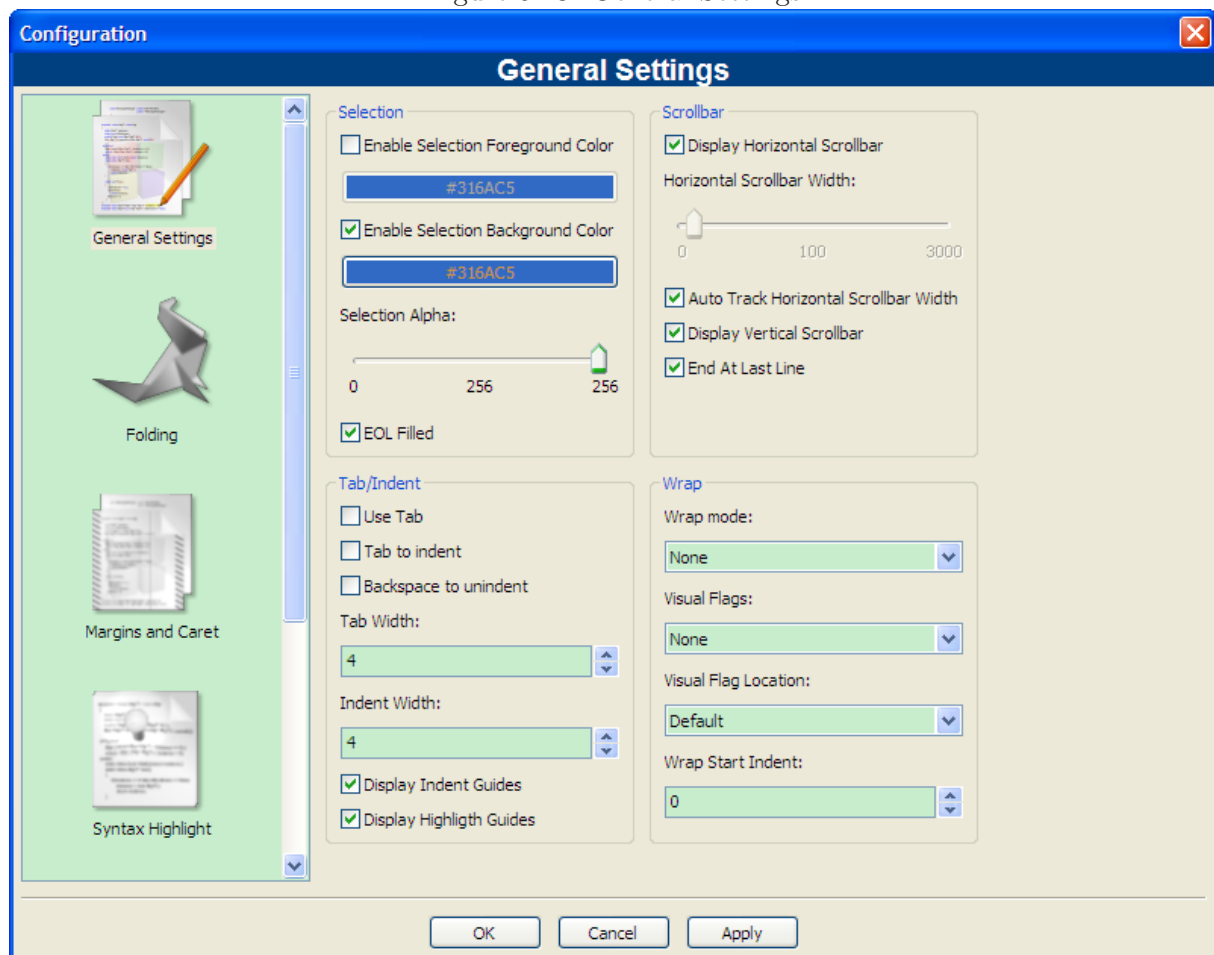 Configuration
General Settings
General Settings
Folding
Margins and Caret
Syntax Highlight
Selection
Enable Selection Foreground Color
#316AC5
Enable Selection Background Color
#316AC5
Selection Alpha:
0 256 256
EOL Filled
Scrollbar
Display Horizontal Scrollbar
Horizontal Scrollbar Width:
0 100 3000
Auto Track Horizontal Scrollbar Width
Display Vertical Scrollbar
End At Last Line
Tab/Indent
Use Tab
Tab to indent
Backspace to unindent
Tab Width:
4
Indent Width:
4
Display Indent Guides
Display Highligth Guides
Wrap
Wrap mode:
None
Visual Flags:
None
Visual Flag Location:
Default
Wrap Start Indent:
0
OK Cancel Apply